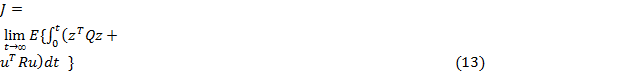 J =
lim t→∞ E{∫₀ᵗ(zᵀQz +
uᵀRu)dt } (13)